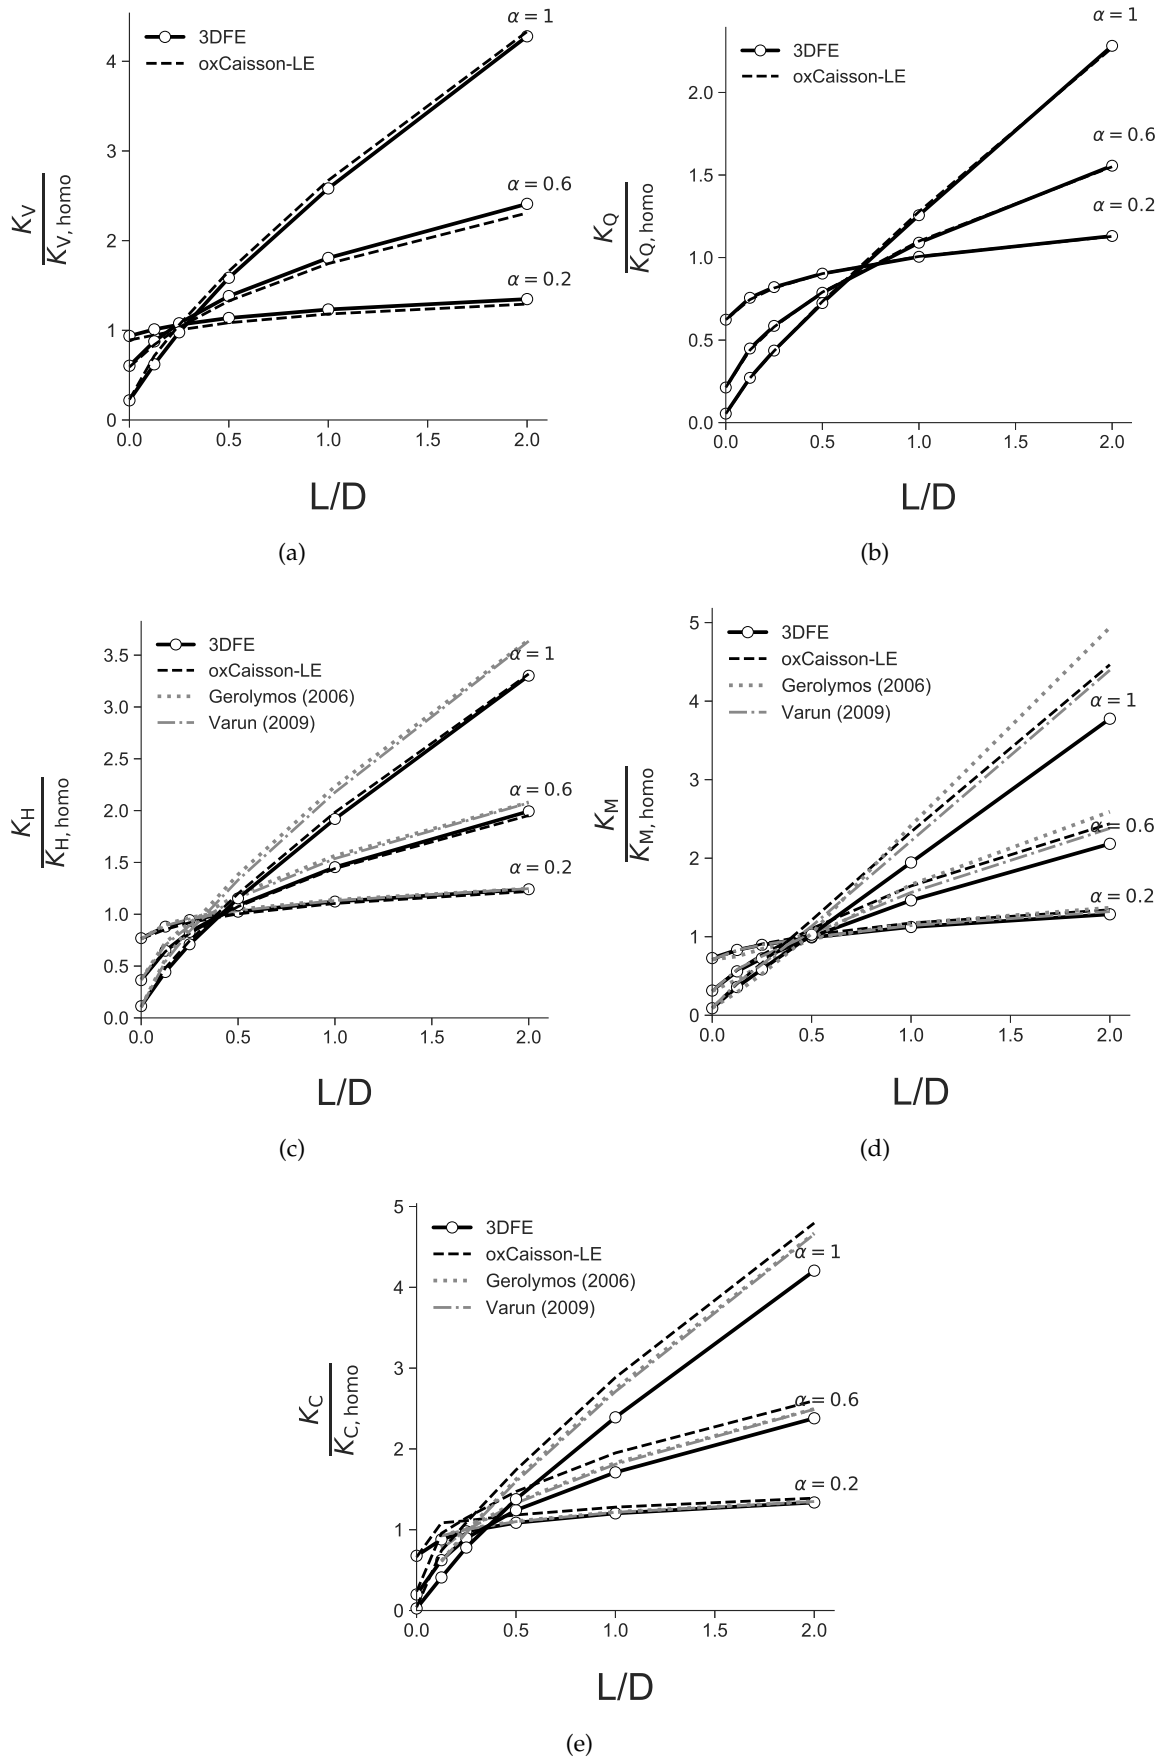 α = 1
3DFE
oxCaisson-LE
4
3
2
1
0
α = 0.6
α = 0.2
K_V
K_V, homo
0.0 0.5 1.0 1.5 2.0
L/D
(a)
α = 1
3DFE
oxCaisson-LE
2.0
1.5
1.0
0.5
0.0
α = 0.6
α = 0.2
K_Q
K_Q, homo
0.0 0.5 1.0 1.5 2.0
L/D
(b)
3DFE
oxCaisson-LE
Gerolymos (2006)
Varun (2009)
α = 1
α = 0.6
α = 0.2
3.5
3.0
2.5
2.0
1.5
1.0
0.5
0.0
K_H
K_H, homo
0.0 0.5 1.0 1.5 2.0
L/D
(c)
3DFE
oxCaisson-LE
Gerolymos (2006)
Varun (2009)
α = 1
α = 0.6
α = 0.2
5
4
3
2
1
0
K_M
K_M, homo
0.0 0.5 1.0 1.5 2.0
L/D
(d)
3DFE
oxCaisson-LE
Gerolymos (2006)
Varun (2009)
α = 1
α = 0.6
α = 0.2
5
4
3
2
1
0
K_C
K_C, homo
0.0 0.5 1.0 1.5 2.0
L/D
(e)